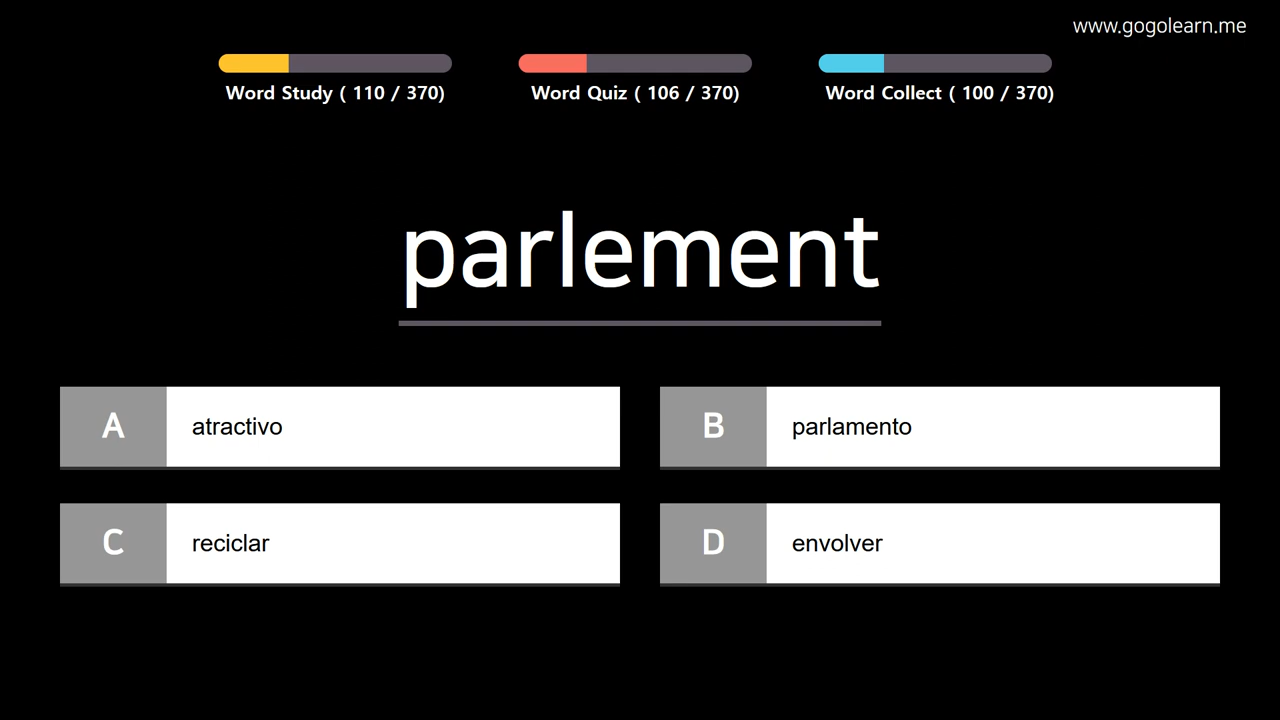 www.gogolearn.me
Word Study ( 110 / 370)
Word Quiz ( 106 / 370)
Word Collect ( 100 / 370)
parlement
A atractivo
B parlamento
C reciclar
D envolver